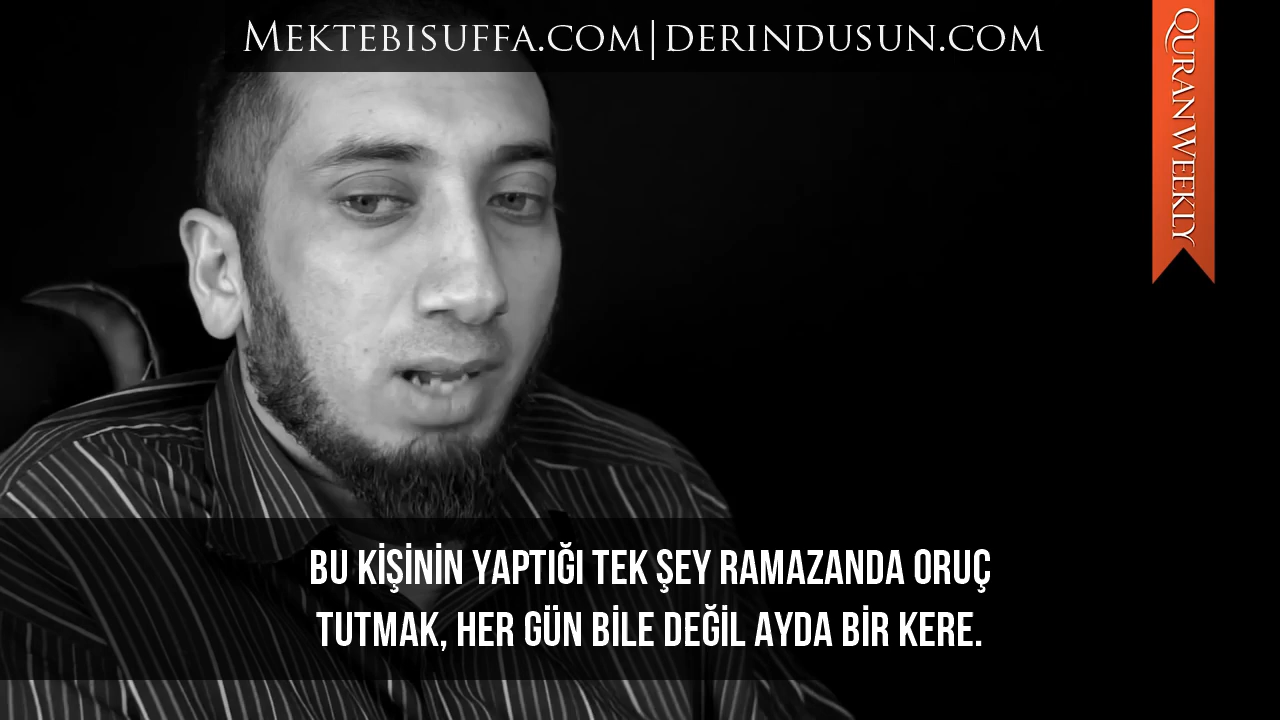 Mektebisuffa.com|derindusun.com
QuranWeekly
BU KİŞİNİN YAPTIĞI TEK ŞEY RAMAZANDA ORUÇ
TUTMAK, HER GÜN BİLE DEĞİL AYDA BİR KERE.